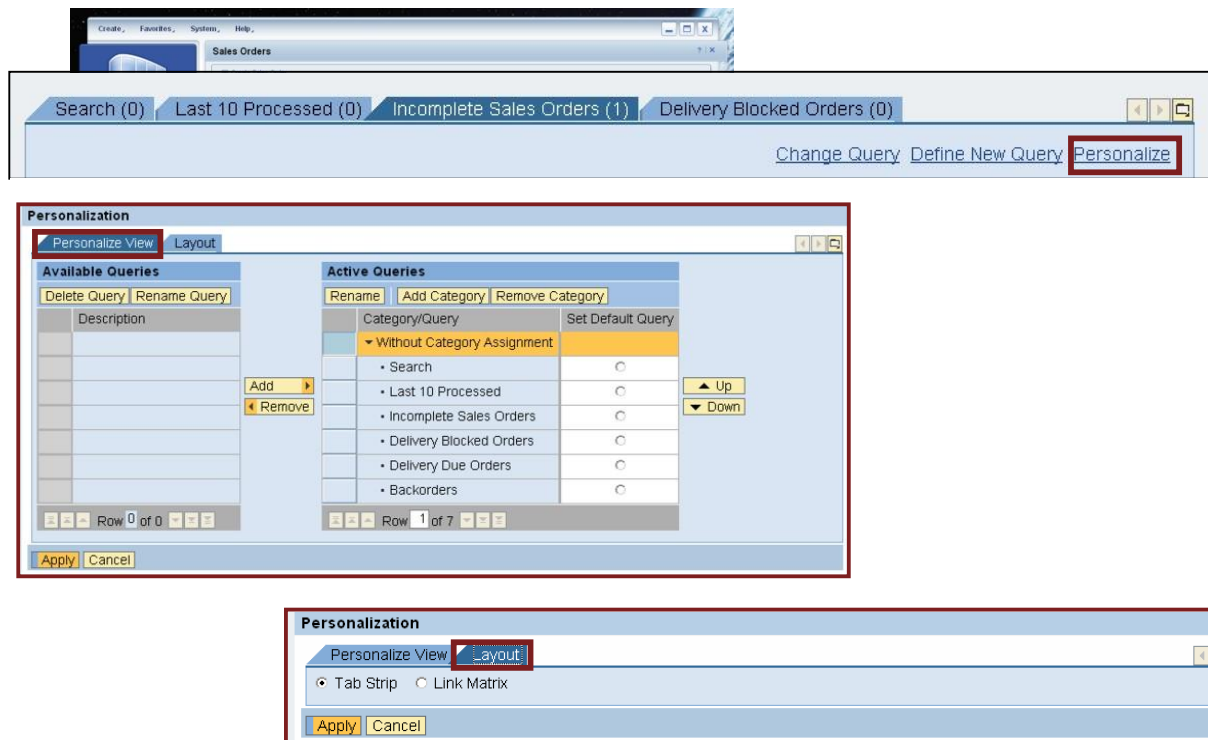 Create, Favorites, System, Help,
Sales Orders
Search (0) Last 10 Processed (0) Incomplete Sales Orders (1) Delivery Blocked Orders (0)
Change Query Define New Query Personalize
Personalization
Personalize View Layout
Available Queries Active Queries
Delete Query Rename Query Rename Add Category Remove Category
Description Category/Query Set Default Query
Without Category Assignment
• Search
Add • Last 10 Processed Up
Remove • Incomplete Sales Orders Down
• Delivery Blocked Orders
• Delivery Due Orders
• Backorders
Row 0 of 0 Row 1 of 7
Apply Cancel
Personalization
Personalize View Layout
Tab Strip Link Matrix
Apply Cancel